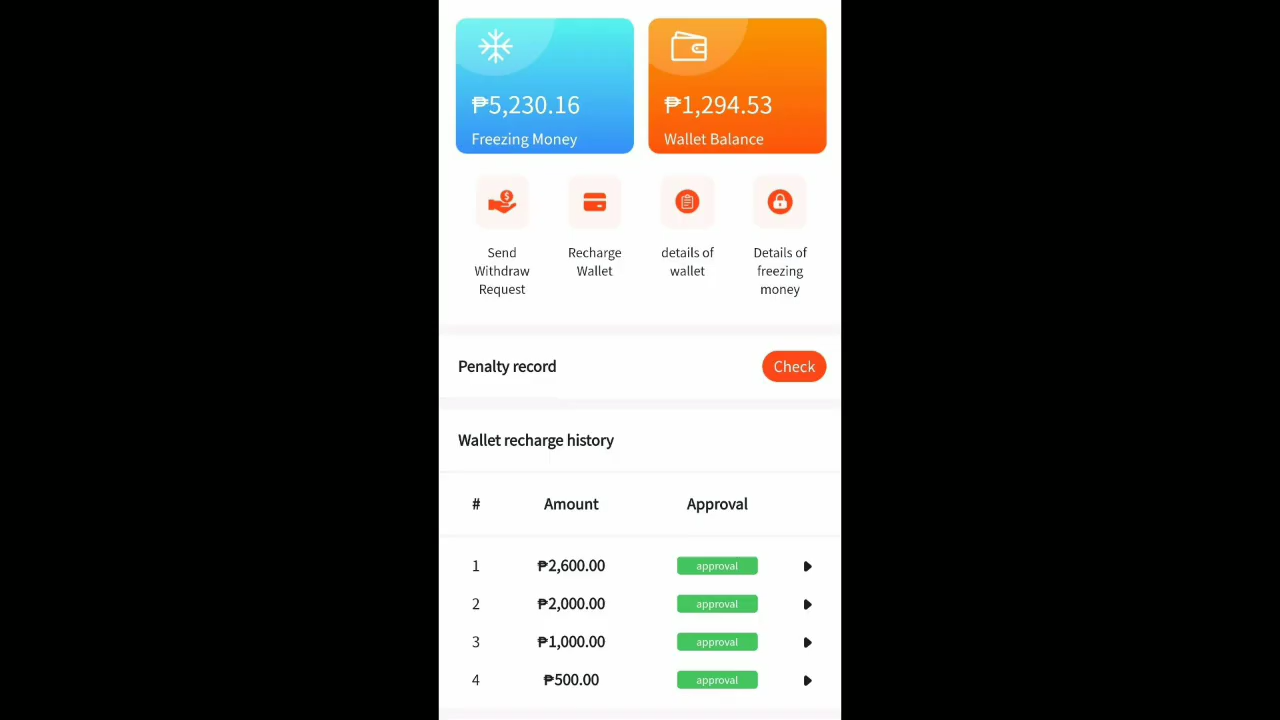 ₱5,230.16
Freezing Money
₱1,294.53
Wallet Balance
Send
Withdraw
Request
Recharge
Wallet
details of
wallet
Details of
freezing
money
Penalty record
Check
Wallet recharge history
# Amount Approval
1 ₱2,600.00 approval
2 ₱2,000.00 approval
3 ₱1,000.00 approval
4 ₱500.00 approval